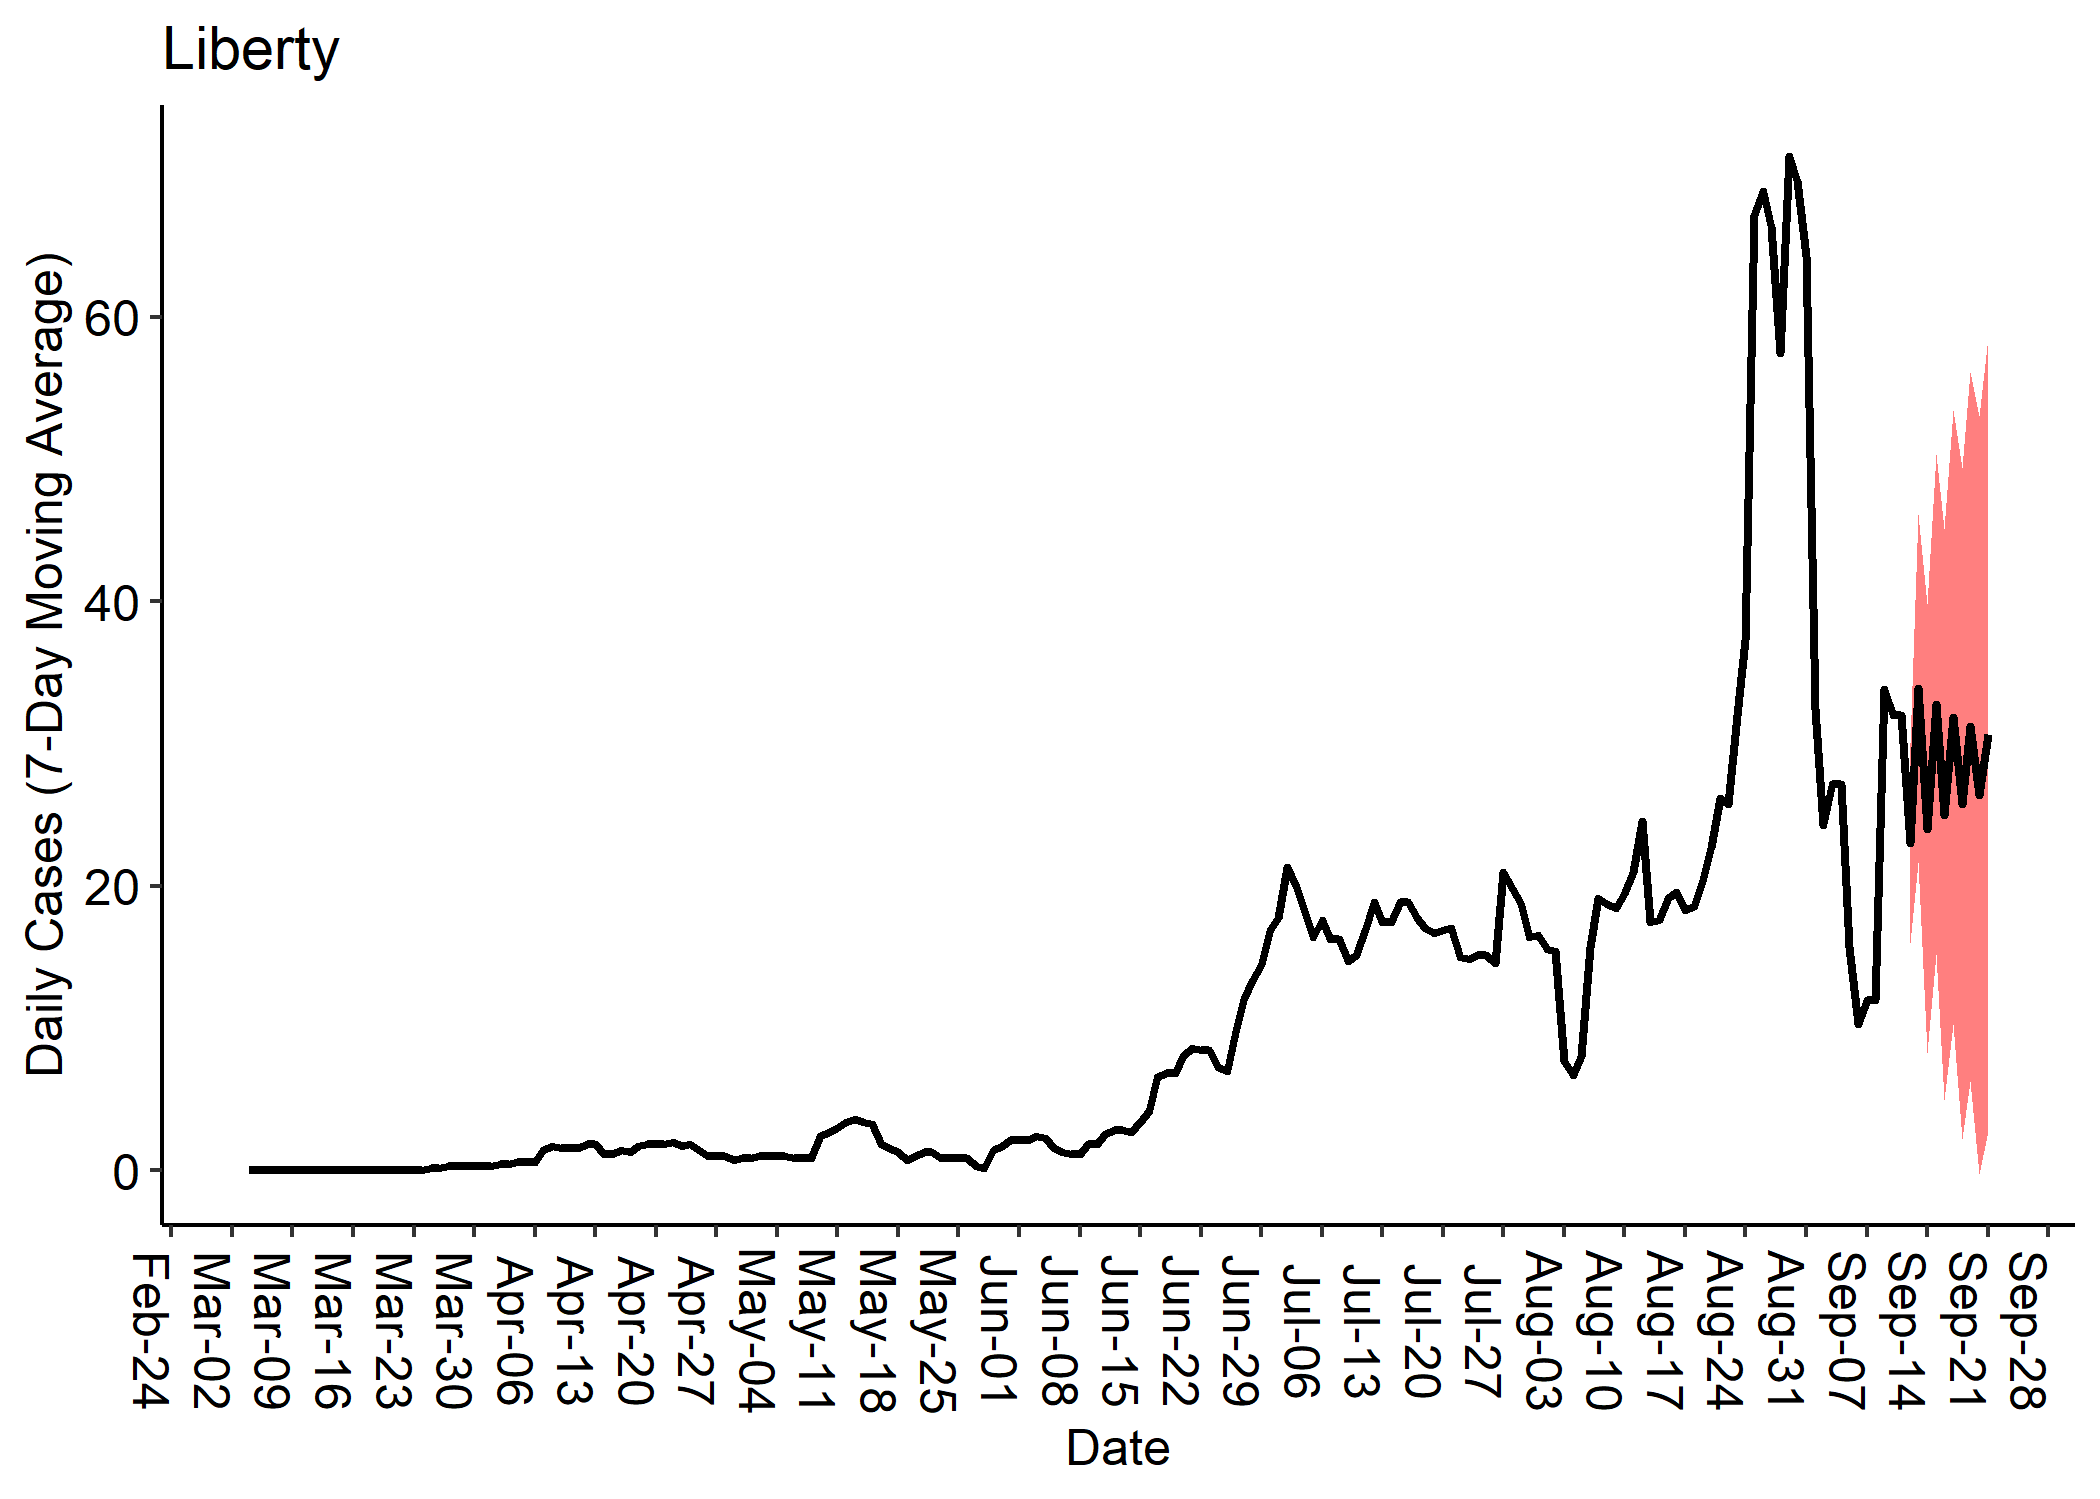 Liberty
Daily Cases (7-Day Moving Average)
60
40
20
0
Feb-24
Mar-02
Mar-09
Mar-16
Mar-23
Mar-30
Apr-06
Apr-13
Apr-20
Apr-27
May-04
May-11
May-18
May-25
Jun-01
Jun-08
Jun-15
Jun-22
Jun-29
Jul-06
Jul-13
Jul-20
Jul-27
Aug-03
Aug-10
Aug-17
Aug-24
Aug-31
Sep-07
Sep-14
Sep-21
Sep-28
Date